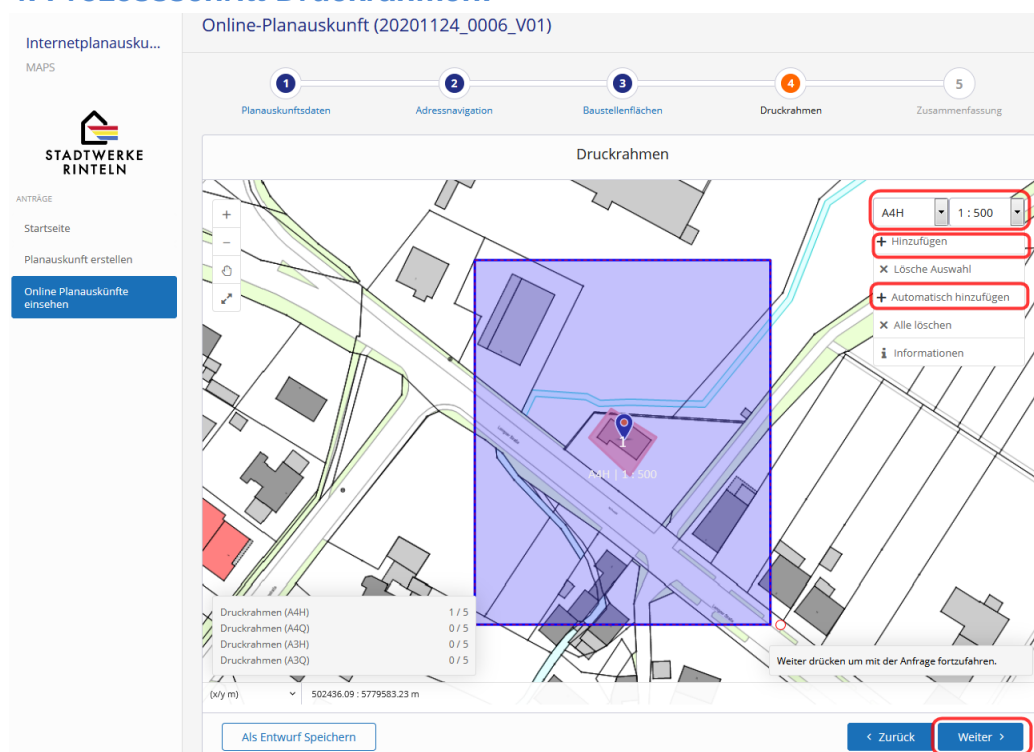 4. Prozessschritt: Druckrahmen:
Internetplanausku...
MAPS
STADTWERKE
RINTELN
ANTRÄGE
Startseite
Planauskunft erstellen
Online Planauskünfte
einsehen
Online-Planauskunft (20201124_0006_V01)
1
2
3
4
5
Planauskunftsdaten
Adressnavigation
Baustellenflächen
Druckrahmen
Zusammenfassung
Druckrahmen
+
−
A4H
1 : 500
+ Hinzufügen
× Lösche Auswahl
+ Automatisch hinzufügen
× Alle löschen
i Informationen
1
A4H | 1 : 500
Druckrahmen (A4H) 1 / 5
Druckrahmen (A4Q) 0 / 5
Druckrahmen (A3H) 0 / 5
Druckrahmen (A3Q) 0 / 5
Weiter drücken um mit der Anfrage fortzufahren.
(x/y m) 502436.09 : 5779583.23 m
Als Entwurf Speichern
< Zurück
Weiter >